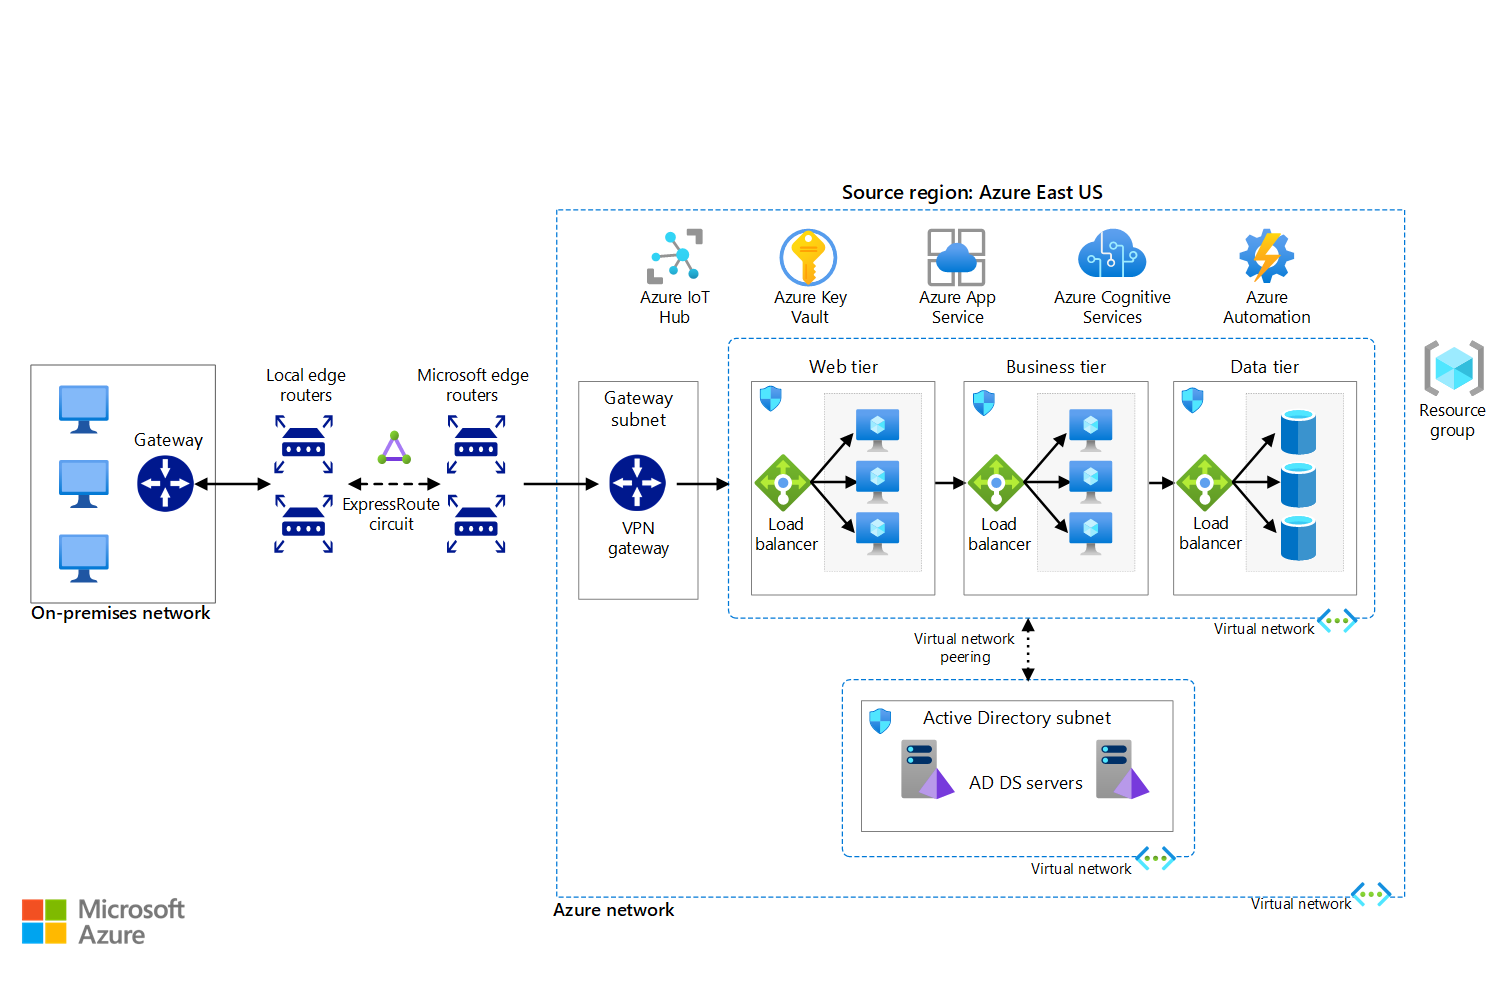 Source region: Azure East US
Azure IoT
Hub
Azure Key
Vault
Azure App
Service
Azure Cognitive
Services
Azure
Automation
Local edge
routers
Microsoft edge
routers
Gateway
ExpressRoute
circuit
On-premises network
Gateway
subnet
VPN
gateway
Web tier
Load
balancer
Business tier
Load
balancer
Data tier
Load
balancer
Resource
group
Virtual network
Virtual network
peering
Active Directory subnet
AD DS servers
Virtual network
Virtual network
Azure network
Microsoft
Azure